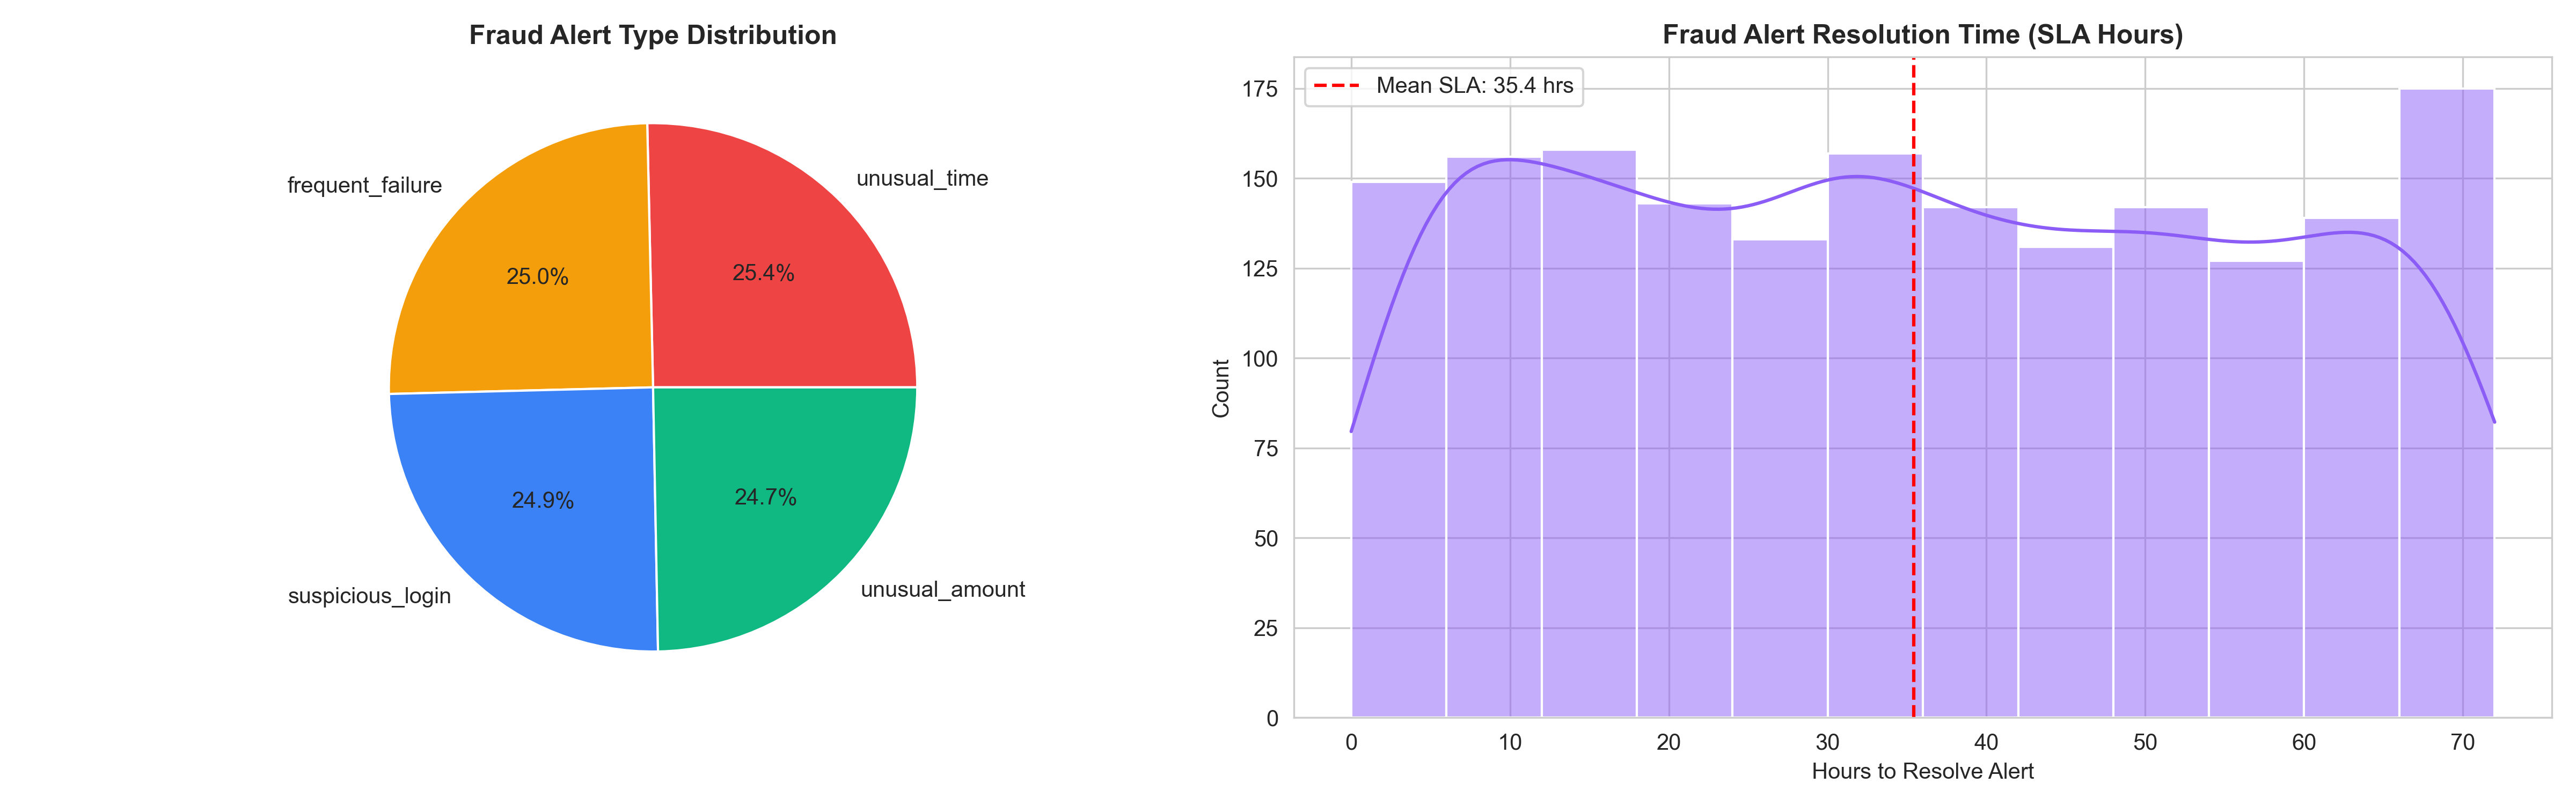 Fraud Alert Type Distribution
frequent_failure
unusual_time
25.0%
25.4%
24.9%
24.7%
suspicious_login
unusual_amount
Fraud Alert Resolution Time (SLA Hours)
Mean SLA: 35.4 hrs
175
150
125
100
75
50
25
0
Count
0 10 20 30 40 50 60 70
Hours to Resolve Alert